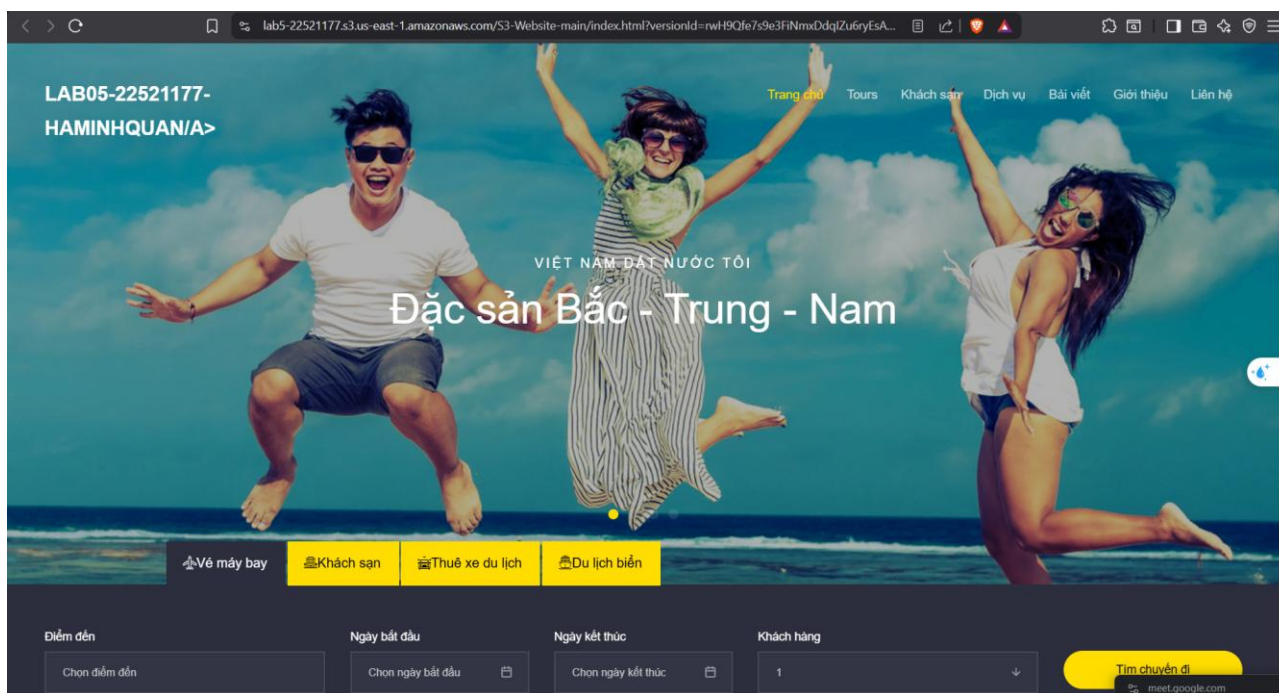 lab5-22521177.s3.us-east-1.amazonaws.com/S3-Website-main/index.html?versionId=rwH9Qfe7s9e3FiNmxDdqIZu6ryEsA...
LAB05-22521177-
HAMINHQUAN/A>
Trang chủ Tours Khách sạn Dịch vụ Bài viết Giới thiệu Liên hệ
VIỆT NAM ĐẤT NƯỚC TÔI
Đặc sản Bắc - Trung - Nam
Vé máy bay Khách sạn Thuê xe du lịch Du lịch biển
Điểm đến Ngày bắt đầu Ngày kết thúc Khách hàng
Chọn điểm đến Chọn ngày bắt đầu Chọn ngày kết thúc 1 Tìm chuyến đi
meet.google.com